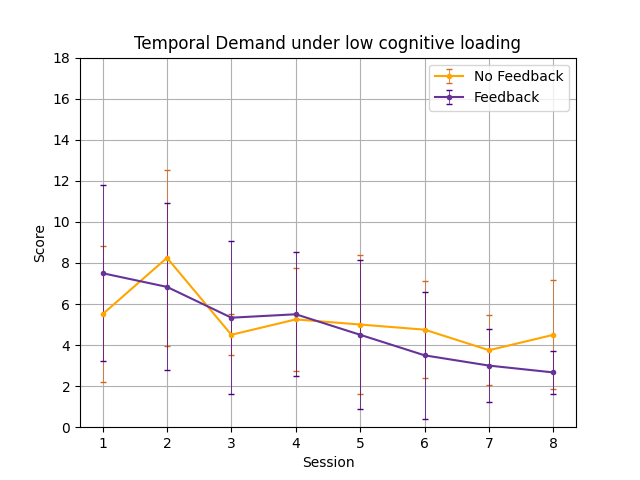 Temporal Demand under low cognitive loading
No Feedback
Feedback
18
16
14
12
10
8
6
4
2
0
Score
1 2 3 4 5 6 7 8
Session